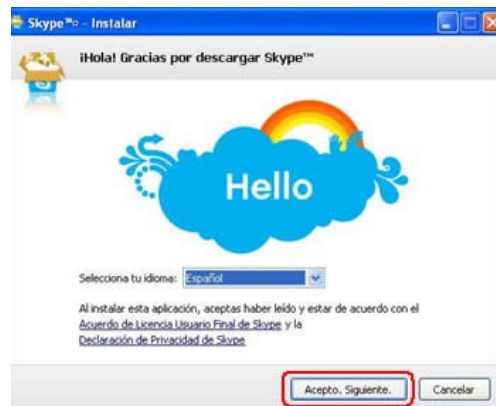 Skype™ - Instalar
¡Hola! Gracias por descargar Skype™
Hello
Selecciona tu idioma: Español
Al instalar esta aplicación, aceptas haber leído y estar de acuerdo con el
Acuerdo de Licencia Usuario Final de Skype y la
Declaración de Privacidad de Skype
Acepto. Siguiente. Cancelar